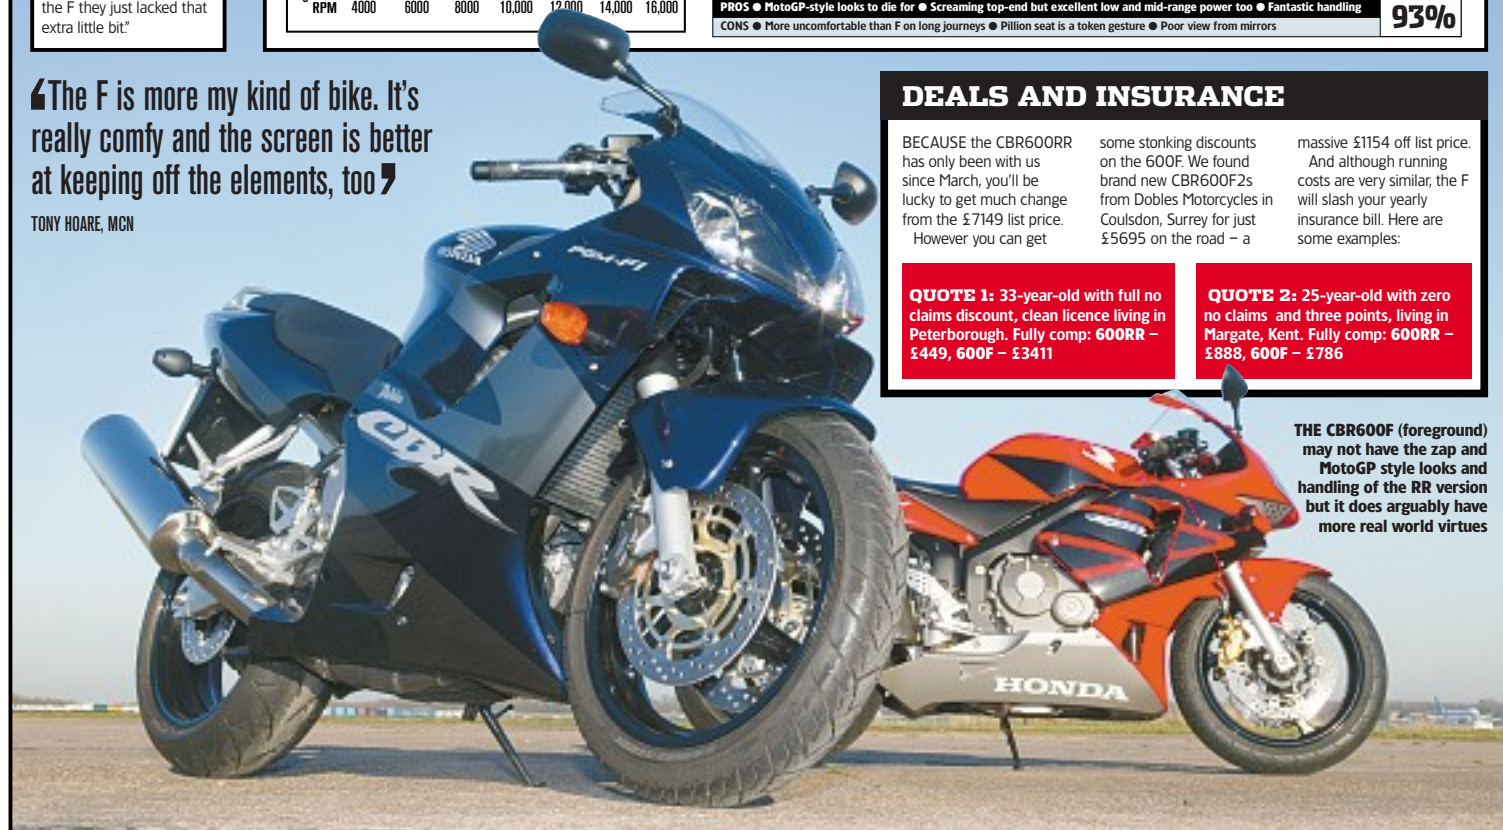 the F they just lacked that
extra little bit."
RPM 4000 6000 8000 10,000 12,000 14,000 16,000
PROS ● MotoGP-style looks to die for ● Screaming top-end but excellent low and mid-range power too ● Fantastic handling
CONS ● More uncomfortable than F on long journeys ● Pillion seat is a token gesture ● Poor view from mirrors
93%
‘The F is more my kind of bike. It's
really comfy and the screen is better
at keeping off the elements, too’
TONY HOARE, MCN
DEALS AND INSURANCE
BECAUSE the CBR600RR
has only been with us
since March, you'll be
lucky to get much change
from the £7149 list price.
However you can get
some stonking discounts
on the 600F. We found
brand new CBR600F2s
from Dobles Motorcycles in
Coulsdon, Surrey for just
£5695 on the road – a
massive £1154 off list price.
And although running
costs are very similar, the F
will slash your yearly
insurance bill. Here are
some examples:
QUOTE 1: 33-year-old with full no
claims discount, clean licence living in
Peterborough. Fully comp: 600RR –
£449, 600F – £3411
QUOTE 2: 25-year-old with zero
no claims and three points, living in
Margate, Kent. Fully comp: 600RR –
£888, 600F – £786
THE CBR600F (foreground)
may not have the zap and
MotoGP style looks and
handling of the RR version
but it does arguably have
more real world virtues
HONDA
PGM-FI
CBR
HONDA